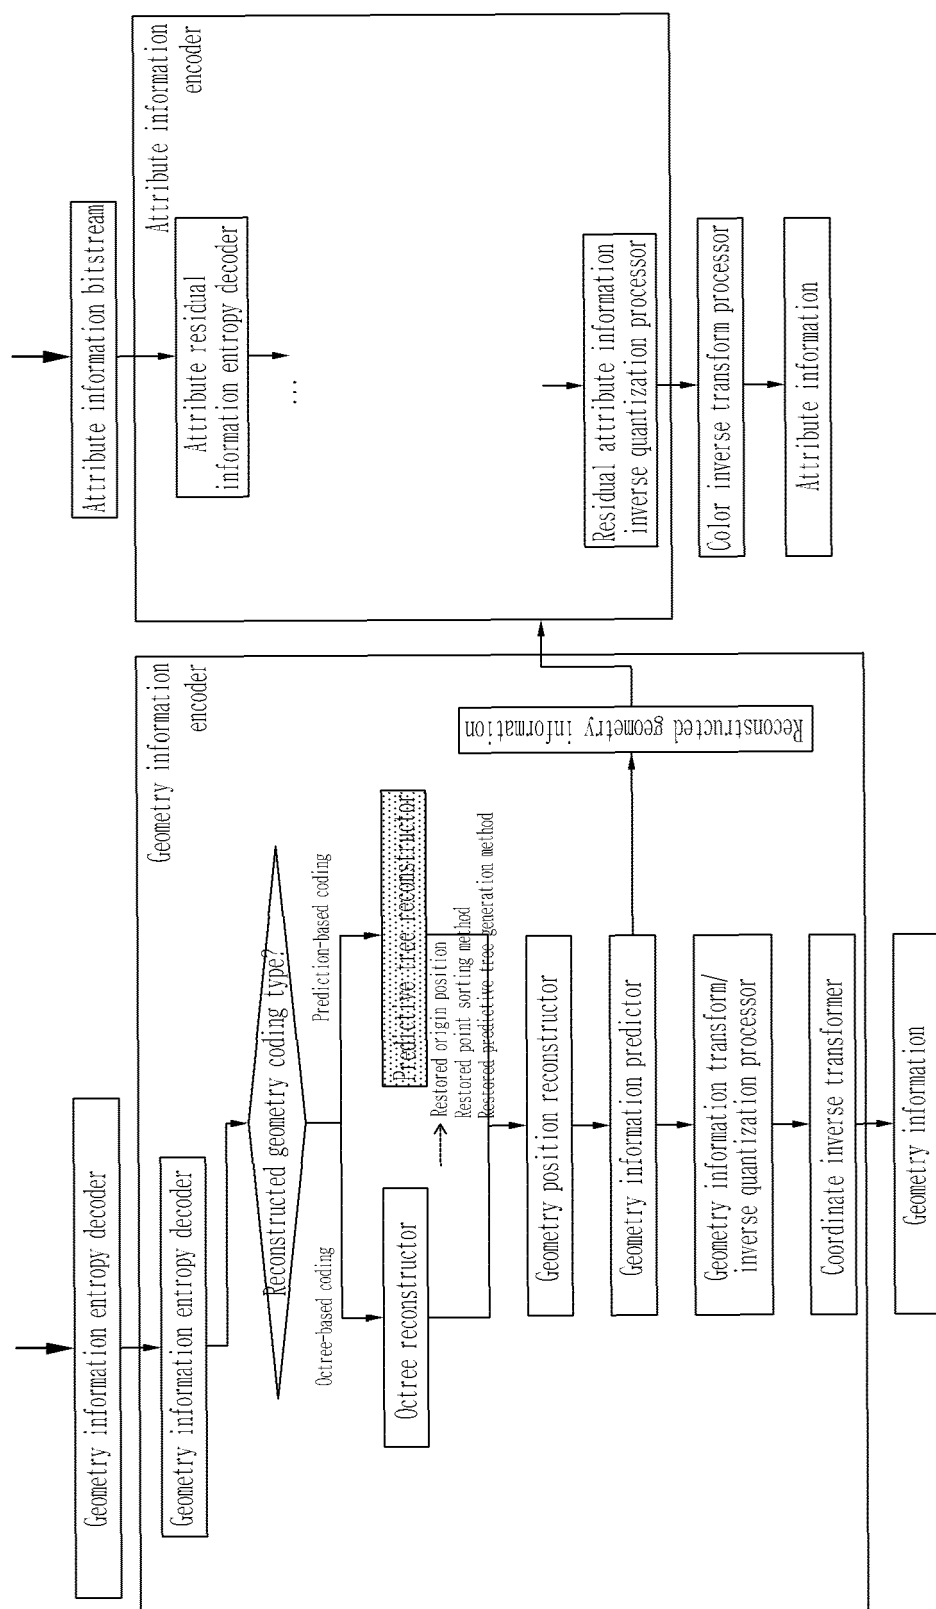 Geometry information entropy decoder
Geometry information
encoder
Geometry information entropy decoder
Reconstructed geometry coding type?
Octree-based coding
Prediction-based coding
Octree reconstructor
Predictive tree reconstructor
Restored origin position
Restored point sorting method
Restored predictive tree generation method
Geometry position reconstructor
Geometry information predictor
Reconstructed geometry information
Geometry information transform/
inverse quantization processor
Coordinate inverse transformer
Geometry information
Attribute information bitstream
Attribute information
encoder
Attribute residual
information entropy decoder
...
Residual attribute information
inverse quantization processor
Color inverse transform processor
Attribute information